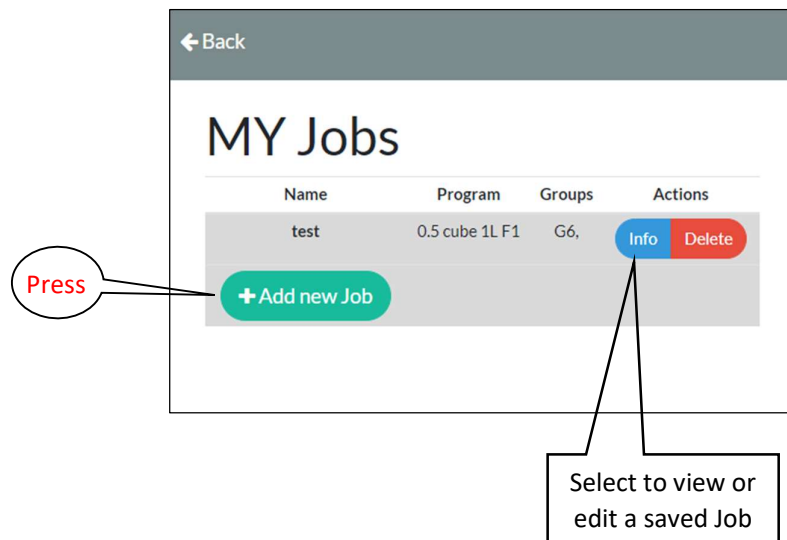 Back
MY Jobs
Name Program Groups Actions
test 0.5 cube 1L F1 G6, Info Delete
Press
+ Add new Job
Select to view or
edit a saved Job